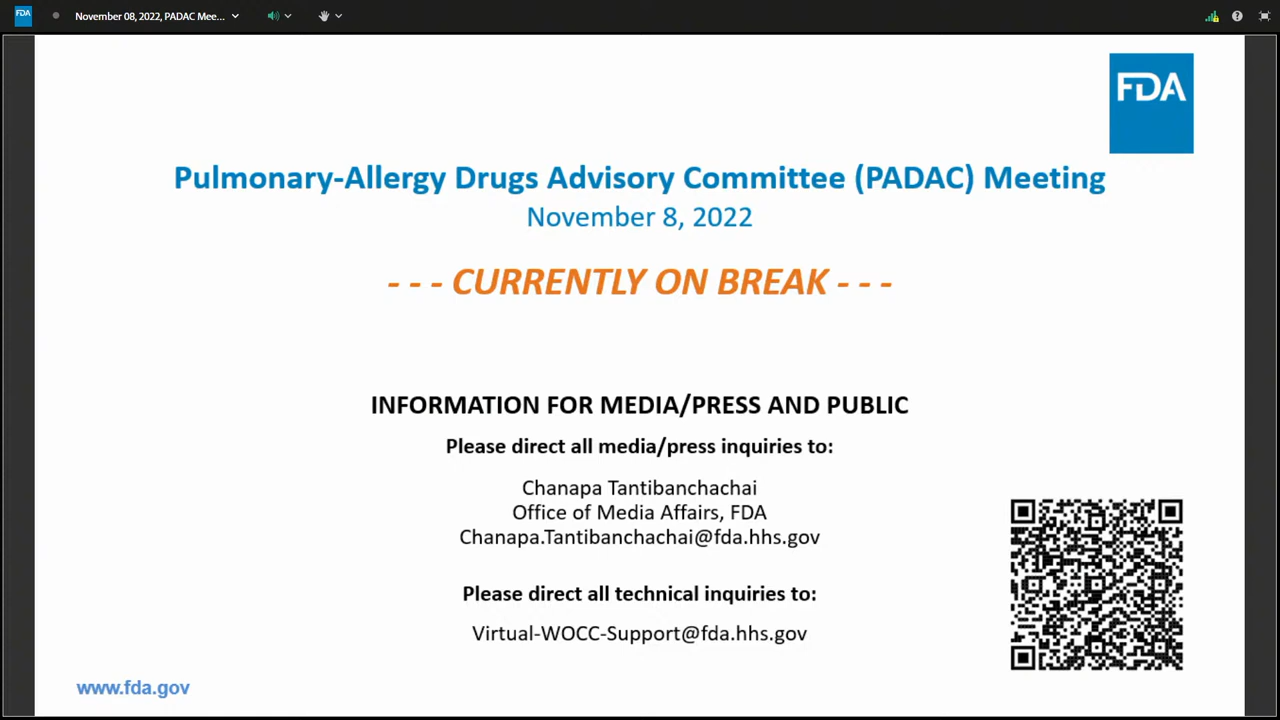 FDA
November 08, 2022, PADAC Mee...
FDA
Pulmonary-Allergy Drugs Advisory Committee (PADAC) Meeting
November 8, 2022
- - - CURRENTLY ON BREAK - - -
INFORMATION FOR MEDIA/PRESS AND PUBLIC
Please direct all media/press inquiries to:
Chanapa Tantibanchachai
Office of Media Affairs, FDA
Chanapa.Tantibanchachai@fda.hhs.gov
Please direct all technical inquiries to:
Virtual-WOCC-Support@fda.hhs.gov
www.fda.gov